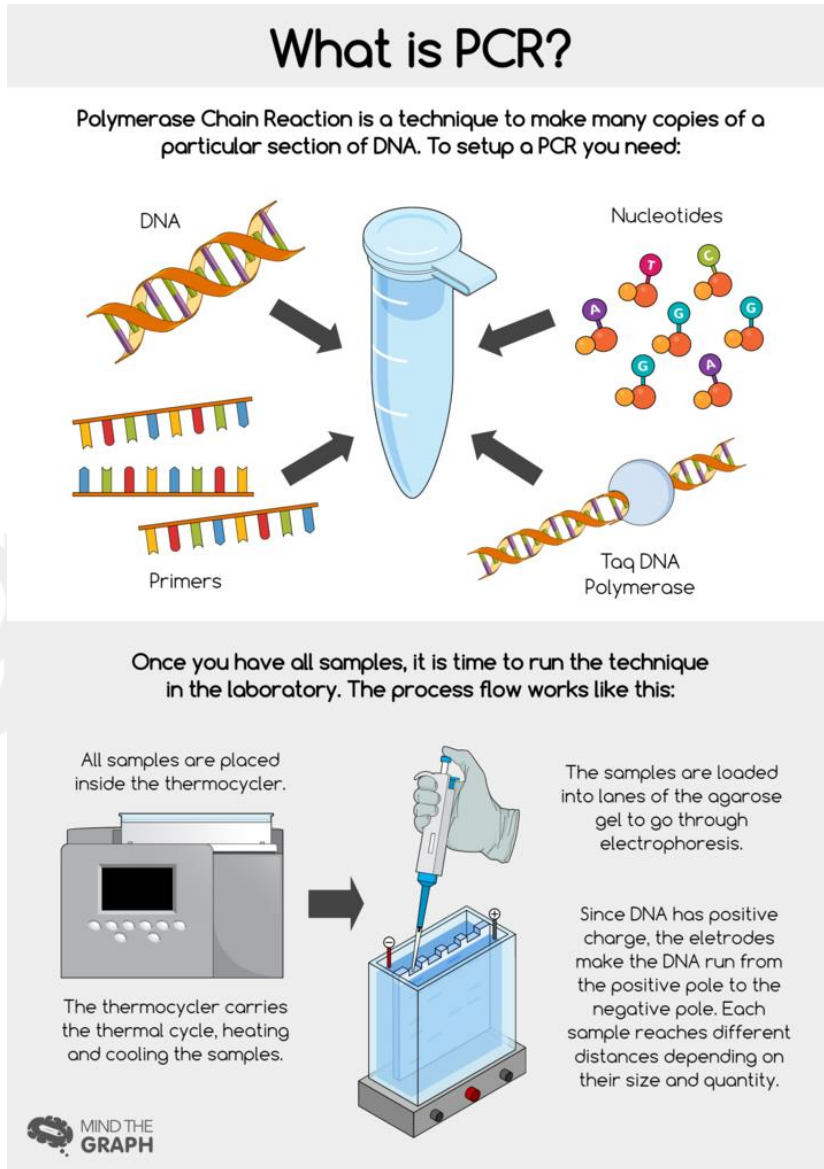 What is PCR?
Polymerase Chain Reaction is a technique to make many copies of a
particular section of DNA. To setup a PCR you need:
DNA
Nucleotides
T
C
A
G
G
G
A
Primers
Taq DNA
Polymerase
Once you have all samples, it is time to run the technique
in the laboratory. The process flow works like this:
All samples are placed
inside the thermocycler.
The thermocycler carries
the thermal cycle, heating
and cooling the samples.
The samples are loaded
into lanes of the agarose
gel to go through
electrophoresis.
Since DNA has positive
charge, the eletrodes
make the DNA run from
the positive pole to the
negative pole. Each
sample reaches different
distances depending on
their size and quantity.
MIND THE
GRAPH